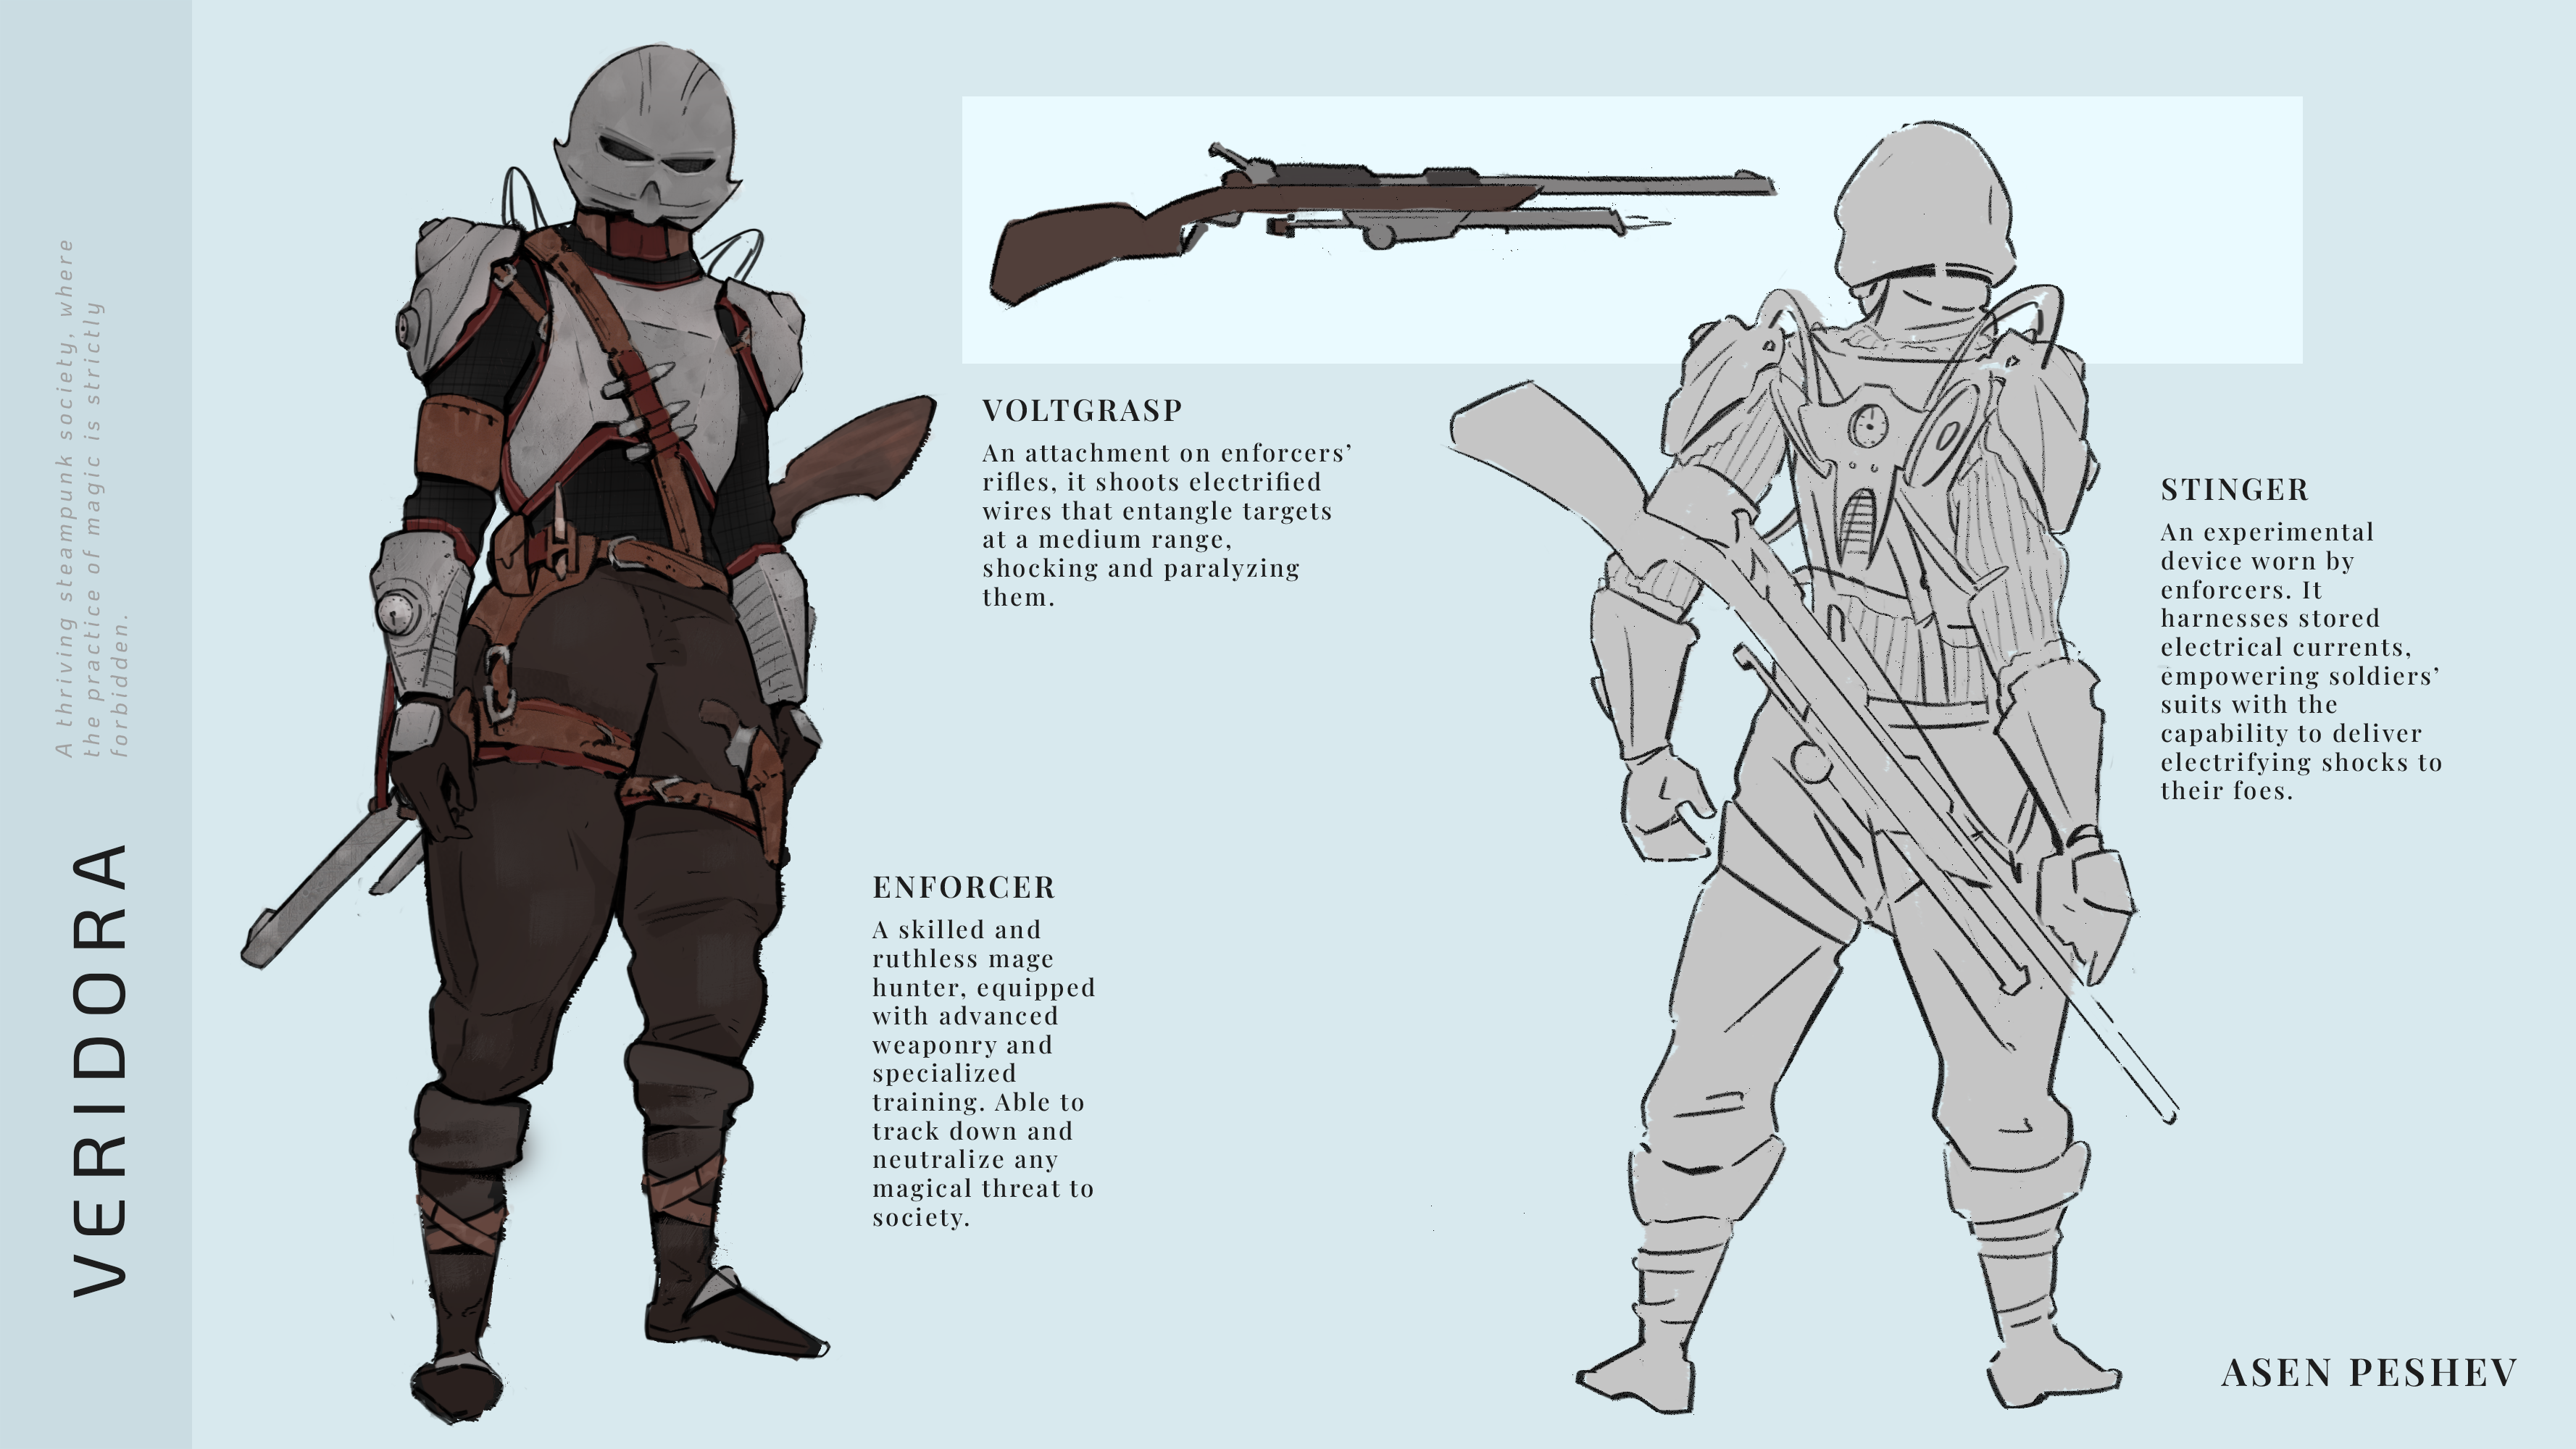 VERIDORA
A thriving steampunk society, where
the practice of magic is strictly
forbidden.
VOLTGRASP
An attachment on enforcers’
rifles, it shoots electrified
wires that entangle targets
at a medium range,
shocking and paralyzing
them.
STINGER
An experimental
device worn by
enforcers. It
harnesses stored
electrical currents,
empowering soldiers’
suits with the
capability to deliver
electrifying shocks to
their foes.
ENFORCER
A skilled and
ruthless mage
hunter, equipped
with advanced
weaponry and
specialized
training. Able to
track down and
neutralize any
magical threat to
society.
ASEN PESHEV